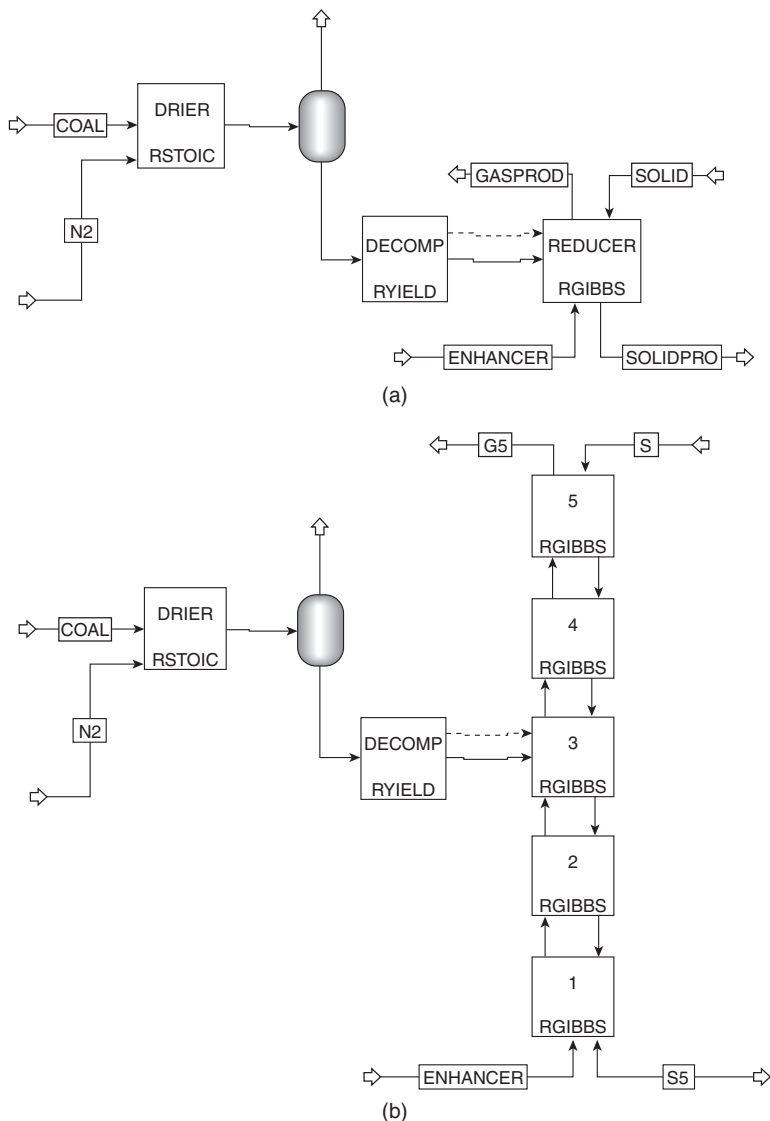 DRIER
COAL
RSTOIC
N2
GASPROD
SOLID
DECOMP
REDUCER
RYIELD
RGIBBS
ENHANCER
SOLIDPRO
(a)
G5
S
5
RGIBBS
4
RGIBBS
DRIER
COAL
RSTOIC
N2
DECOMP
3
RYIELD
RGIBBS
2
RGIBBS
1
RGIBBS
ENHANCER
S5
(b)